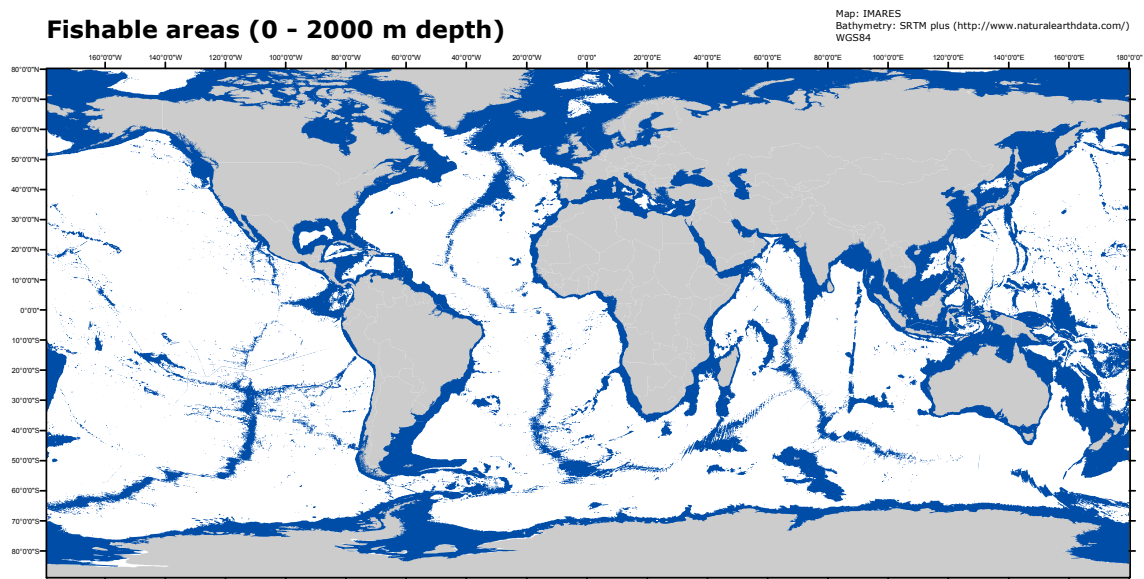 Fishable areas (0 - 2000 m depth)
Map: IMARES
Bathymetry: SRTM plus (http://www.naturalearthdata.com/)
WGS84
160°0'0"W 140°0'0"W 120°0'0"W 100°0'0"W 80°0'0"W 60°0'0"W 40°0'0"W 20°0'0"W 0°0'0" 20°0'0"E 40°0'0"E 60°0'0"E 80°0'0"E 100°0'0"E 120°0'0"E 140°0'0"E 160°0'0"E 180°0'0"
80°0'0"N
70°0'0"N
60°0'0"N
50°0'0"N
40°0'0"N
30°0'0"N
20°0'0"N
10°0'0"N
0°0'0"
10°0'0"S
20°0'0"S
30°0'0"S
40°0'0"S
50°0'0"S
60°0'0"S
70°0'0"S
80°0'0"S